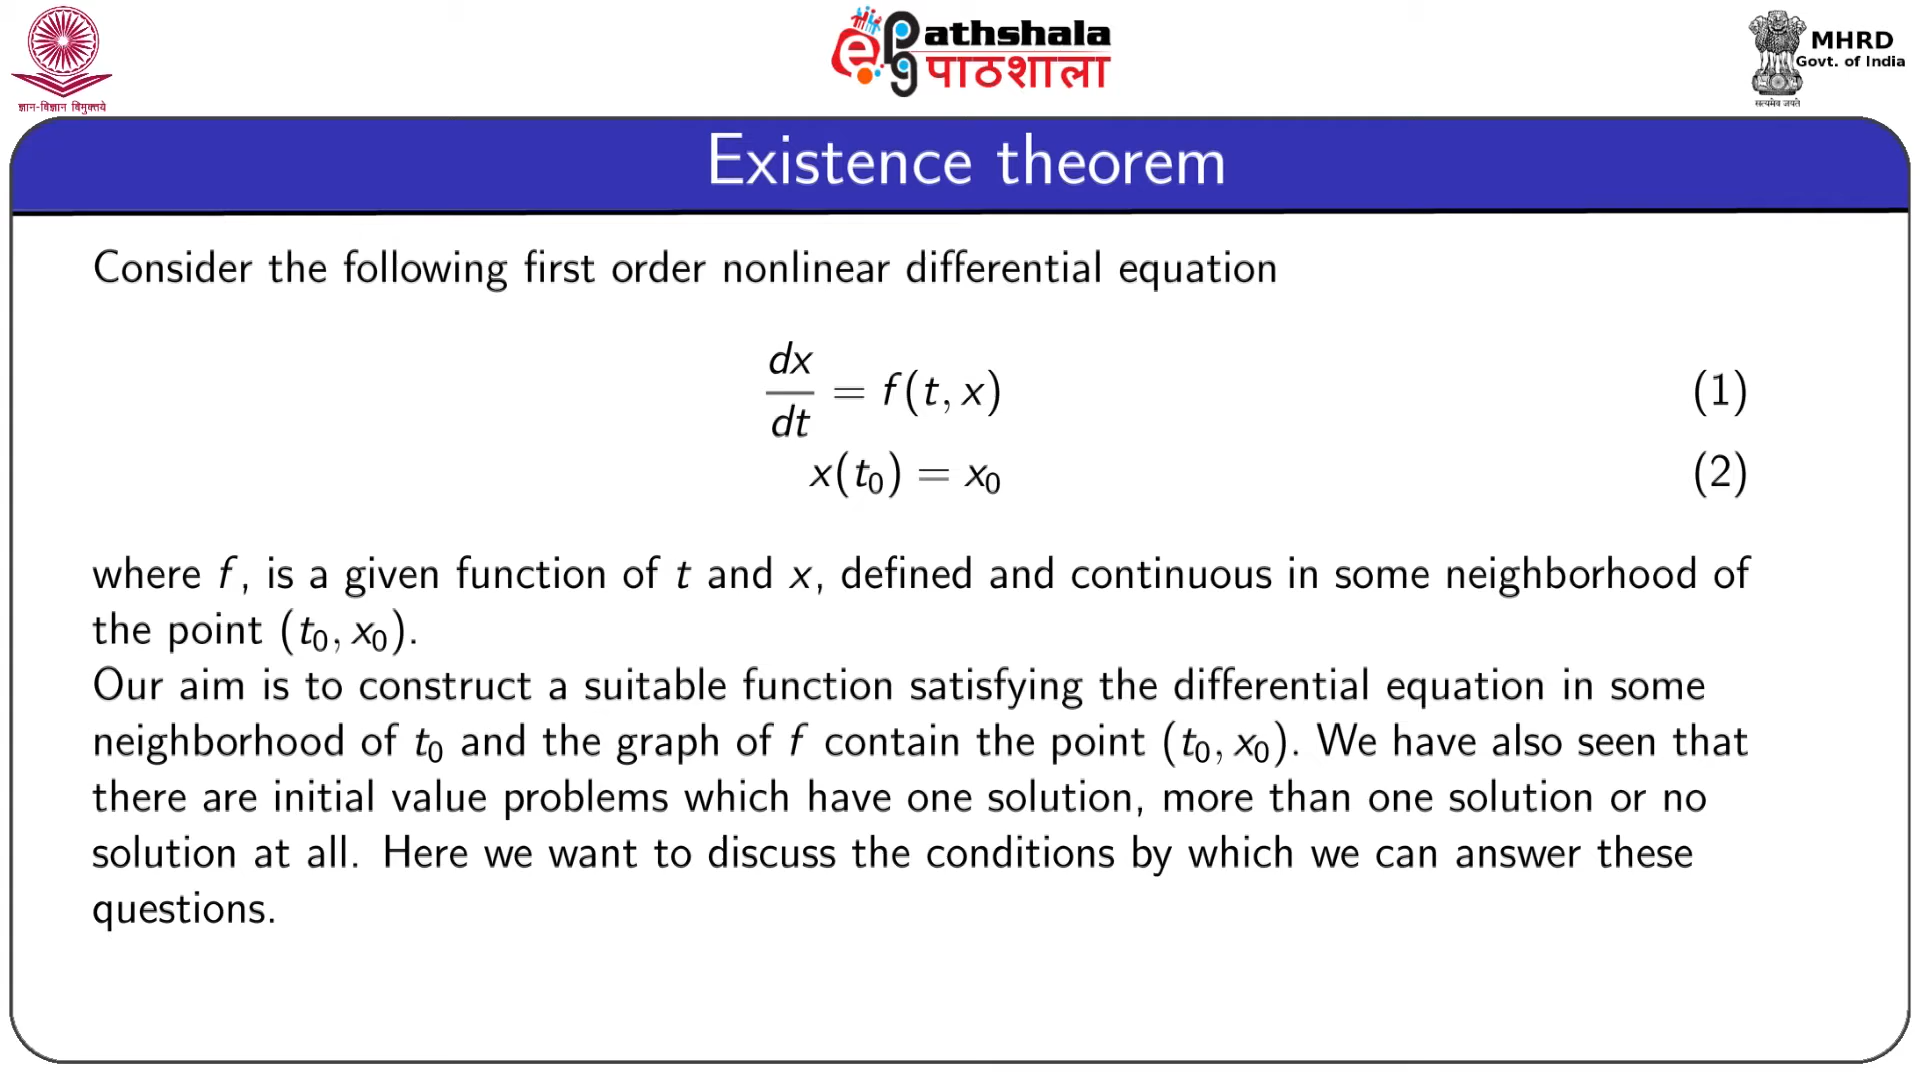 ज्ञान-विज्ञान विमुक्तये
ePathshala
पाठशाला
MHRD
Govt. of India
सत्यमेव जयते
Existence theorem
Consider the following first order nonlinear differential equation
dx/dt = f(t, x) (1)
x(t₀) = x₀ (2)
where f, is a given function of t and x, defined and continuous in some neighborhood of
the point (t₀, x₀).
Our aim is to construct a suitable function satisfying the differential equation in some
neighborhood of t₀ and the graph of f contain the point (t₀, x₀). We have also seen that
there are initial value problems which have one solution, more than one solution or no
solution at all. Here we want to discuss the conditions by which we can answer these
questions.